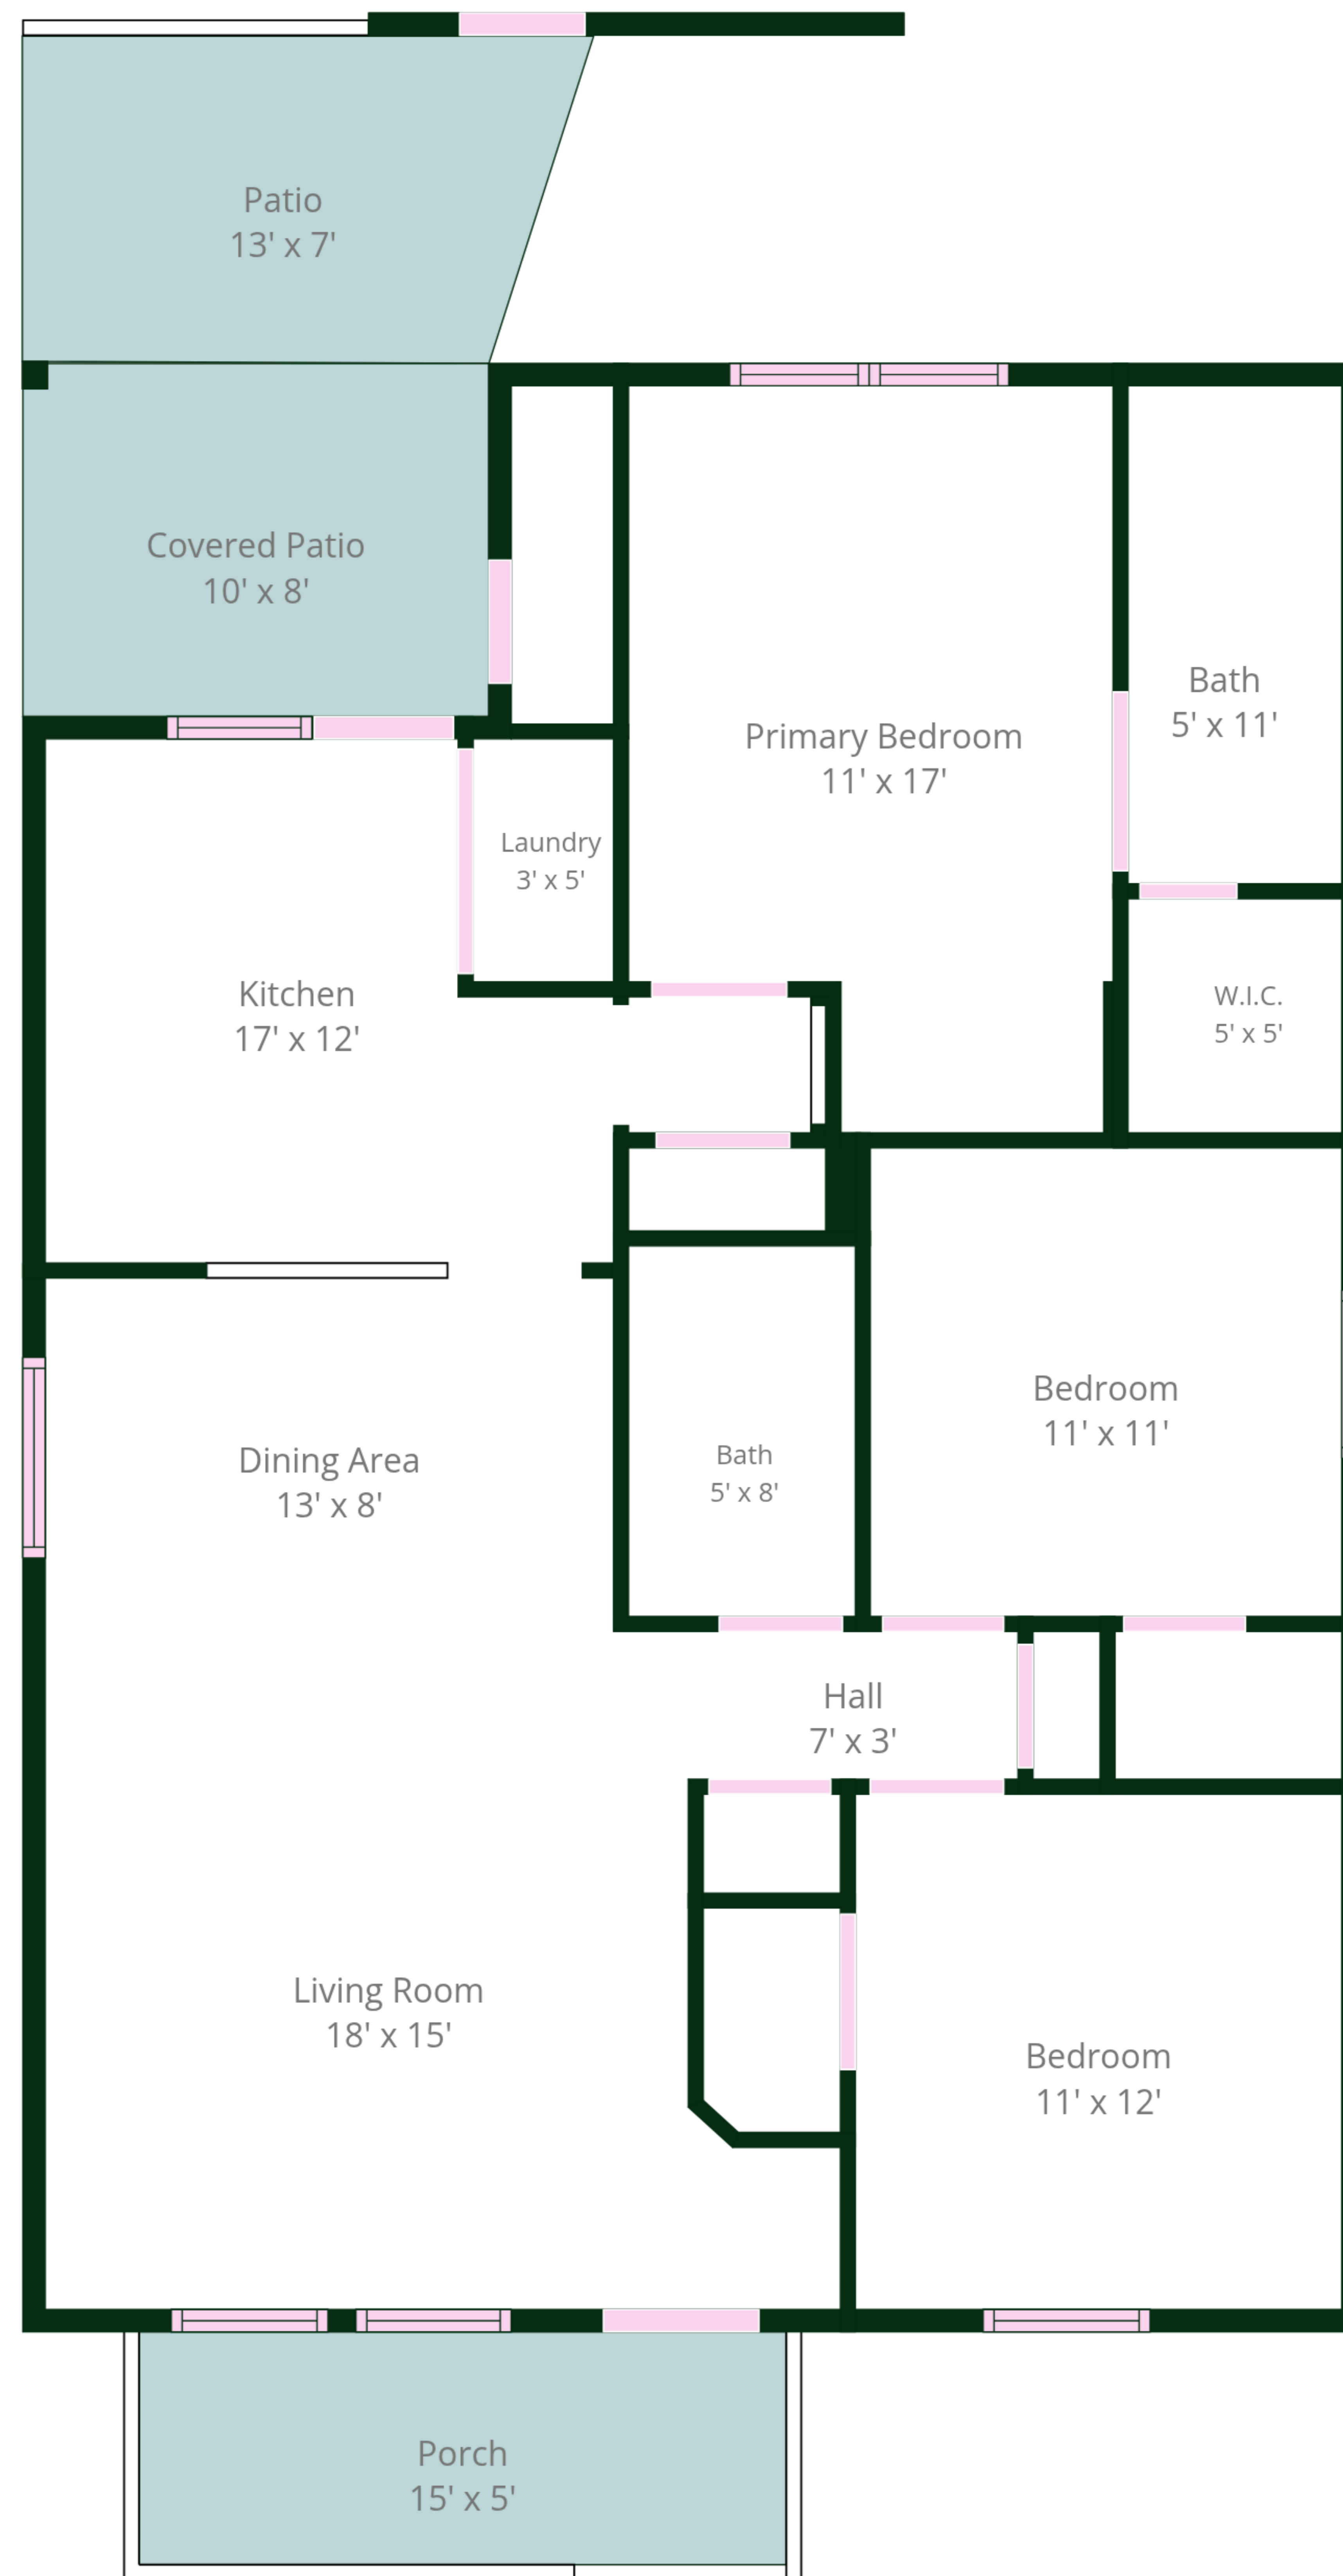 Patio
13' x 7'
Covered Patio
10' x 8'
Bath
5' x 11'
Primary Bedroom
11' x 17'
Laundry
3' x 5'
Kitchen
17' x 12'
W.I.C.
5' x 5'
Bedroom
11' x 11'
Dining Area
13' x 8'
Bath
5' x 8'
Hall
7' x 3'
Living Room
18' x 15'
Bedroom
11' x 12'
Porch
15' x 5'